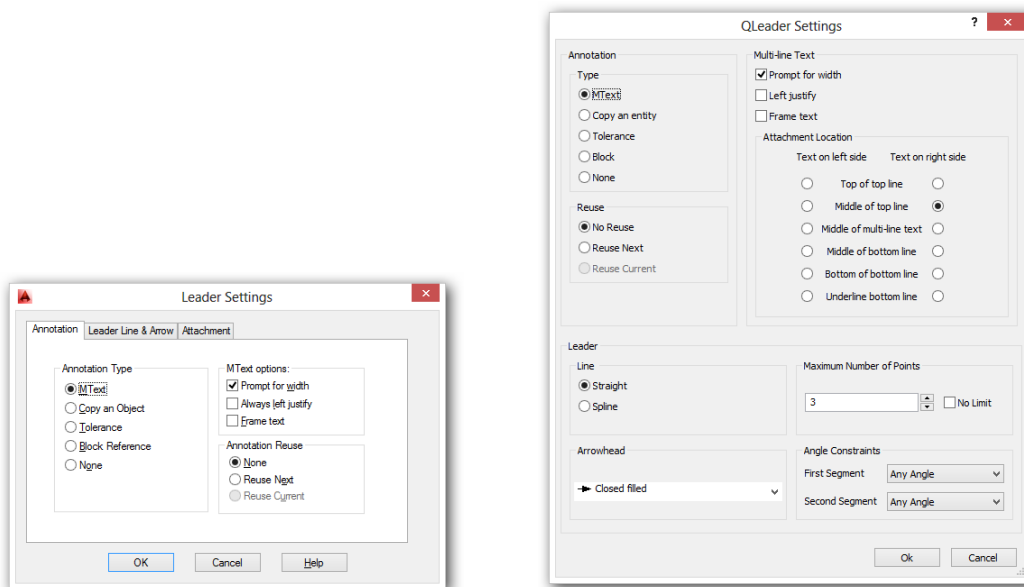 Leader Settings
Annotation
Leader Line & Arrow
Attachment
Annotation Type
MText
Copy an Object
Tolerance
Block Reference
None
MText options:
Prompt for width
Always left justify
Frame text
Annotation Reuse
None
Reuse Next
Reuse Current
OK
Cancel
Help
QLeader Settings
?
Annotation
Type
MText
Copy an entity
Tolerance
Block
None
Reuse
No Reuse
Reuse Next
Reuse Current
Multi-line Text
Prompt for width
Left justify
Frame text
Attachment Location
Text on left side Text on right side
Top of top line
Middle of top line
Middle of multi-line text
Middle of bottom line
Bottom of bottom line
Underline bottom line
Leader
Line
Straight
Spline
Maximum Number of Points
3
No Limit
Arrowhead
Closed filled
Angle Constraints
First Segment Any Angle
Second Segment Any Angle
Ok
Cancel